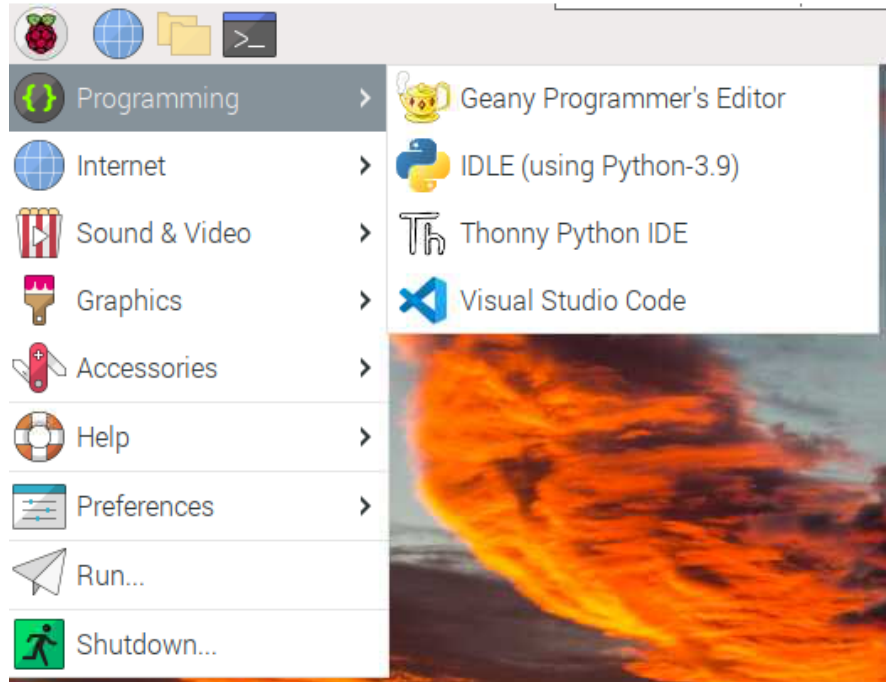 >_
Programming
Geany Programmer's Editor
Internet
IDLE (using Python-3.9)
Sound & Video
Th Thonny Python IDE
Graphics
Visual Studio Code
Accessories
Help
Preferences
Run...
Shutdown...